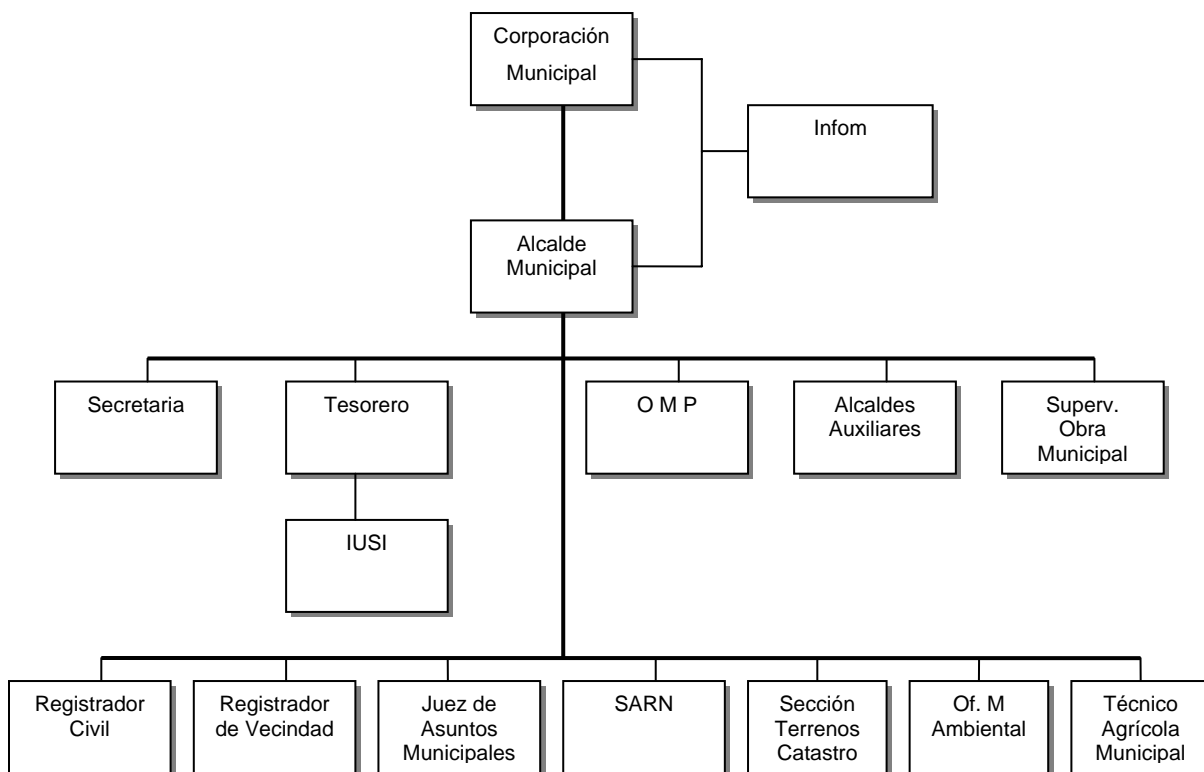 Corporación
Municipal
Infom
Alcalde
Municipal
Secretaria
Tesorero
O M P
Alcaldes
Auxiliares
Superv.
Obra
Municipal
IUSI
Registrador
Civil
Registrador
de Vecindad
Juez de
Asuntos
Municipales
SARN
Sección
Terrenos
Catastro
Of. M
Ambiental
Técnico
Agrícola
Municipal